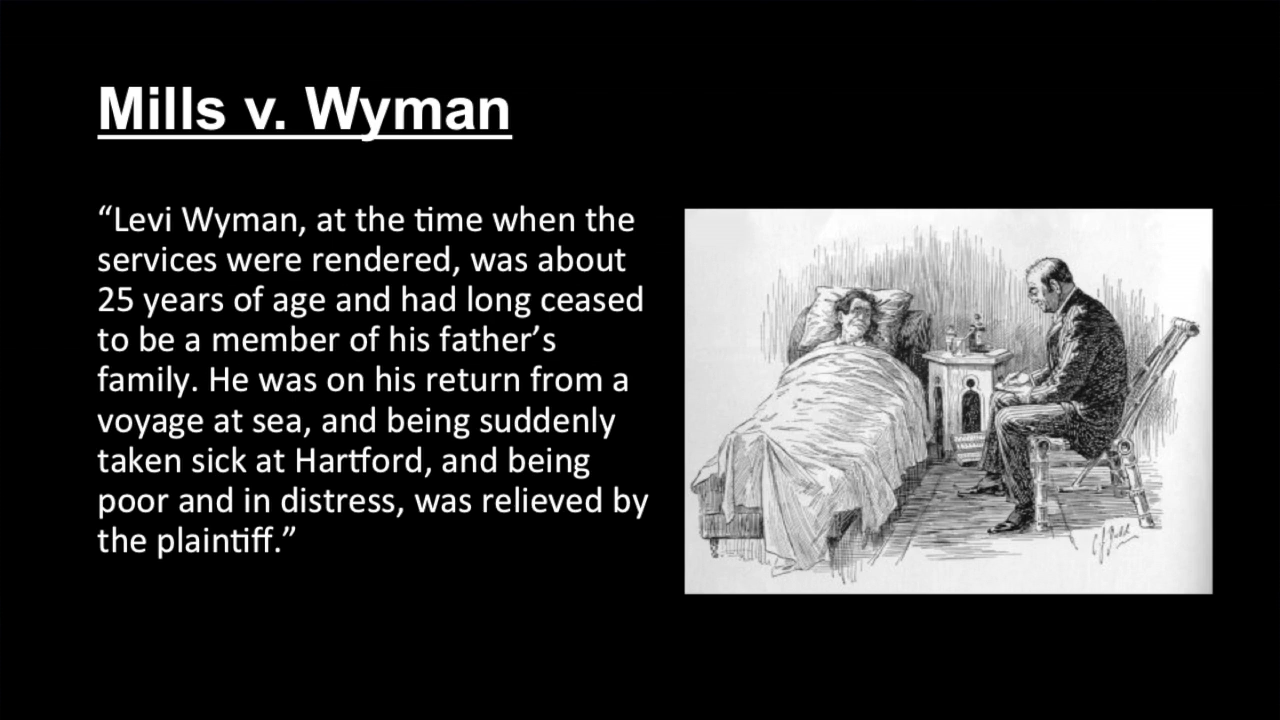 Mills v. Wyman
“Levi Wyman, at the time when the
services were rendered, was about
25 years of age and had long ceased
to be a member of his father’s
family. He was on his return from a
voyage at sea, and being suddenly
taken sick at Hartford, and being
poor and in distress, was relieved by
the plaintiff.”